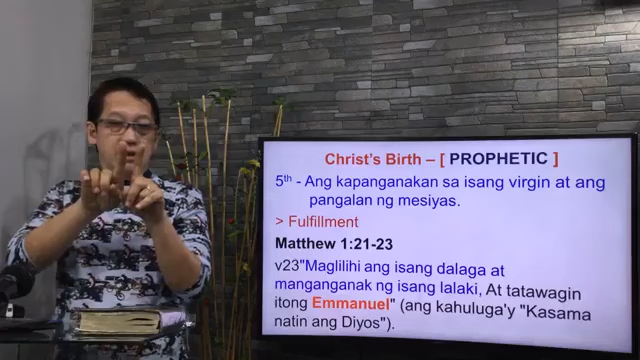 Christ's Birth – [ PROPHETIC ]
5th - Ang kapanganakan sa isang virgin at ang
pangalan ng mesiyas.
> Fulfillment
Matthew 1:21-23
v23"Maglilihi ang isang dalaga at
manganganak ng isang lalaki, At tatawagin
itong Emmanuel" (ang kahuluga'y "Kasama
natin ang Diyos").